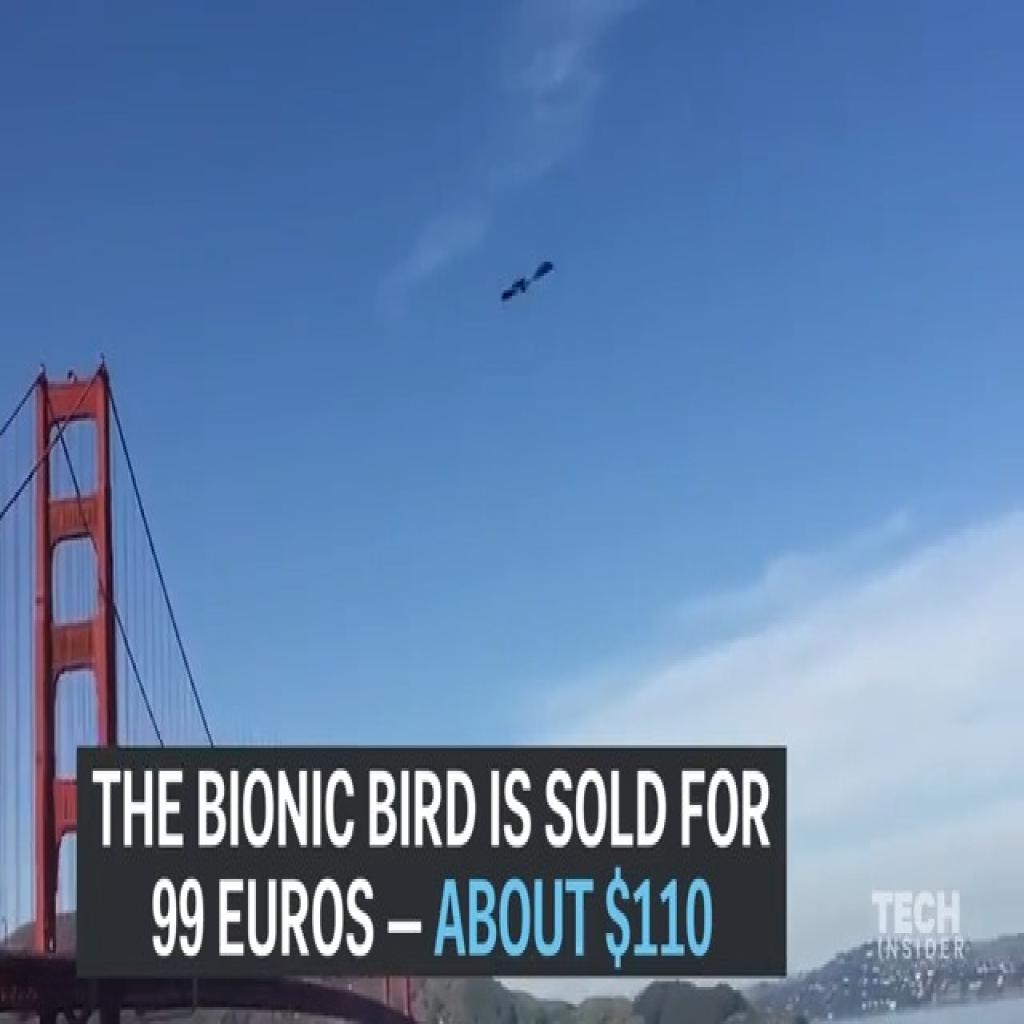 THE BIONIC BIRD IS SOLD FOR
99 EUROS – ABOUT $110
TECH
INSIDER